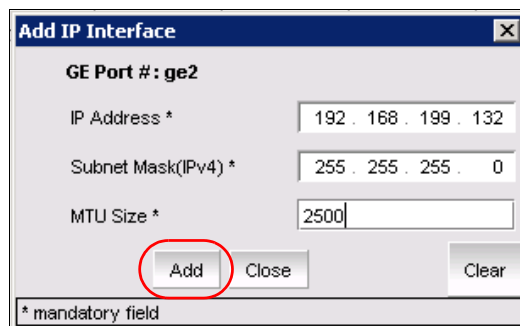 Add IP Interface
GE Port #: ge2
IP Address * 192 . 168 . 199 . 132
Subnet Mask(IPv4) * 255 . 255 . 255 . 0
MTU Size * 2500
Add Close Clear
* mandatory field